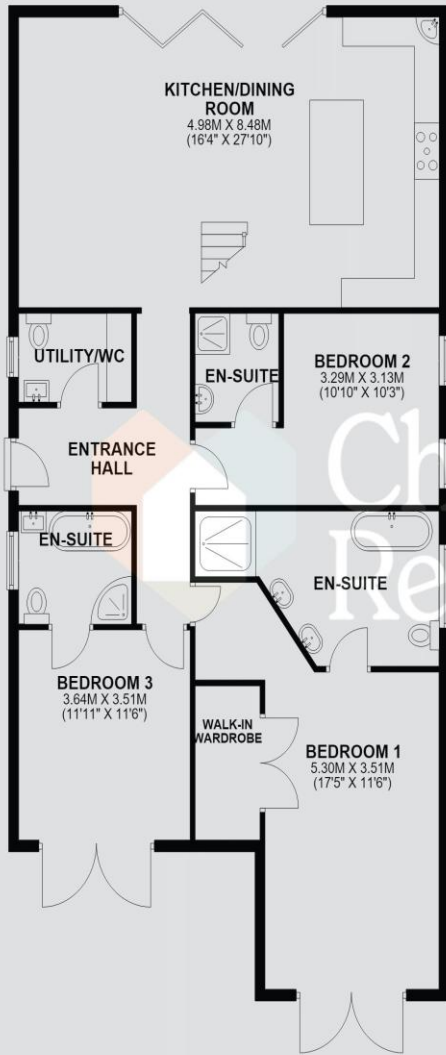 KITCHEN/DINING
ROOM
4.98M X 8.48M
(16'4" X 27'10")
UTILITY/WC
EN-SUITE
BEDROOM 2
3.29M X 3.13M
(10'10" X 10'3")
ENTRANCE
HALL
Ch
Re
EN-SUITE
EN-SUITE
BEDROOM 3
3.64M X 3.51M
(11'11" X 11'6")
WALK-IN
WARDROBE
BEDROOM 1
5.30M X 3.51M
(17'5" X 11'6")